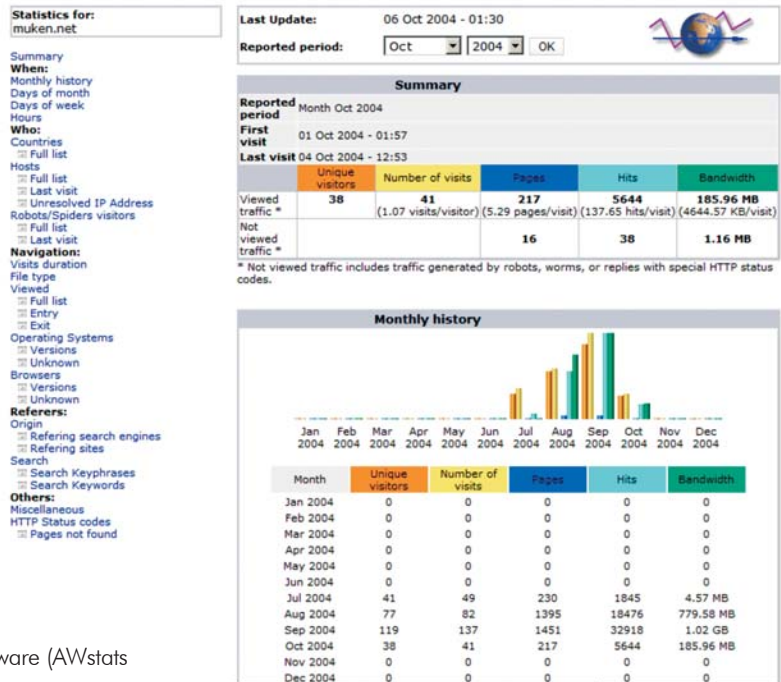 Statistics for:
muken.net
Summary
When:
Monthly history
Days of month
Days of week
Hours
Who:
Countries
Full list
Hosts
Full list
Last visit
Unresolved IP Address
Robots/Spiders visitors
Full list
Last visit
Navigation:
Visits duration
File type
Viewed
Full list
Entry
Exit
Operating Systems
Versions
Unknown
Browsers
Versions
Unknown
Referers:
Origin
Refering search engines
Refering sites
Search
Search Keyphrases
Search Keywords
Others:
Miscellaneous
HTTP Status codes
Pages not found
ware (AWstats
Last Update: 06 Oct 2004 - 01:30
Reported period: Oct 2004 OK
Summary
Reported period Month Oct 2004
First visit 01 Oct 2004 - 01:57
Last visit 04 Oct 2004 - 12:53
Unique visitors Number of visits Pages Hits Bandwidth
Viewed traffic * 38 41 (1.07 visits/visitor) 217 (5.29 pages/visit) 5644 (137.65 hits/visit) 185.96 MB (4644.57 KB/visit)
Not viewed traffic * 16 38 1.16 MB
* Not viewed traffic includes traffic generated by robots, worms, or replies with special HTTP status
codes.
Monthly history
Jan Feb Mar Apr May Jun Jul Aug Sep Oct Nov Dec
2004 2004 2004 2004 2004 2004 2004 2004 2004 2004 2004 2004
Month Unique visitors Number of visits Pages Hits Bandwidth
Jan 2004 0 0 0 0 0
Feb 2004 0 0 0 0 0
Mar 2004 0 0 0 0 0
Apr 2004 0 0 0 0 0
May 2004 0 0 0 0 0
Jun 2004 0 0 0 0 0
Jul 2004 41 49 230 1845 4.57 MB
Aug 2004 77 82 1395 18476 779.58 MB
Sep 2004 119 137 1451 32918 1.02 GB
Oct 2004 38 41 217 5644 185.96 MB
Nov 2004 0 0 0 0 0
Dec 2004 0 0 0 0 0